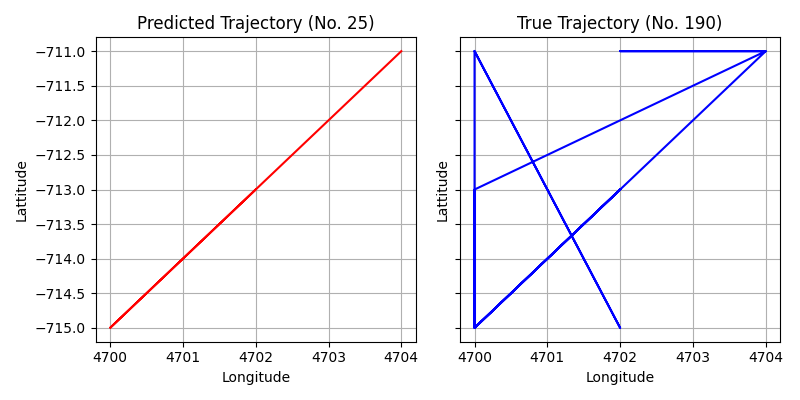 Predicted Trajectory (No. 25)
−711.0
−711.5
−712.0
−712.5
−713.0
−713.5
−714.0
−714.5
−715.0
Lattitude
4700 4701 4702 4703 4704
Longitude
True Trajectory (No. 190)
Lattitude
4700 4701 4702 4703 4704
Longitude